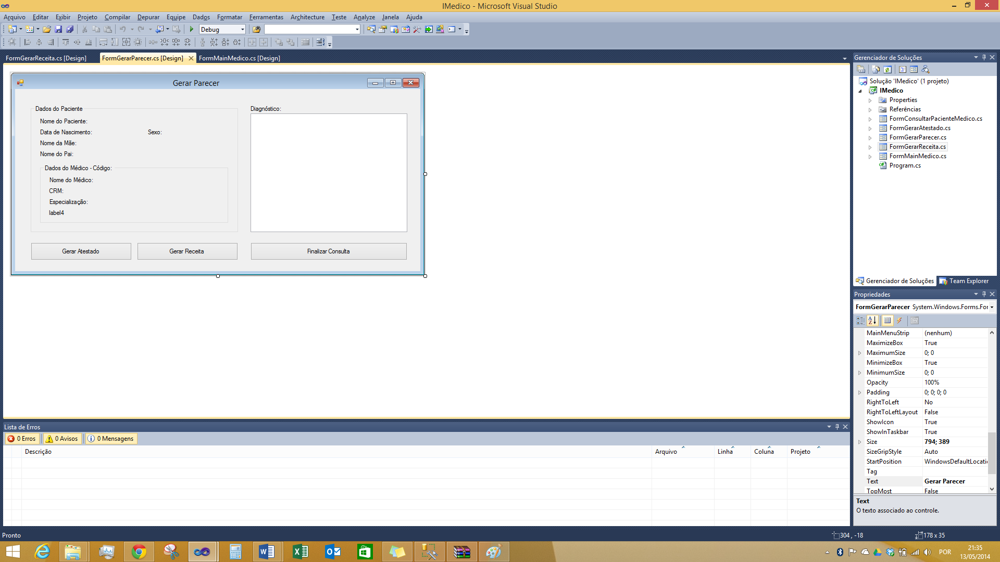 IMedico - Microsoft Visual Studio
Arquivo Editar Exibir Projeto Compilar Depurar Equipe Dados Formatar Ferramentas Architecture Teste Analyze Janela Ajuda
Debug
FormGerarReceita.cs [Design] FormGerarParecer.cs [Design] FormMainMedico.cs [Design]
Gerar Parecer
Dados do Paciente
Nome do Paciente:
Data de Nascimento: Sexo:
Nome da Mãe:
Nome do Pai:
Dados do Médico - Código:
Nome do Médico:
CRM:
Especialização:
label4
Diagnóstico:
Gerar Atestado Gerar Receita Finalizar Consulta
Gerenciador de Soluções
Solução 'IMedico' (1 projeto)
IMedico
Properties
Referências
FormConsultarPacienteMedico.cs
FormGerarAtestado.cs
FormGerarParecer.cs
FormGerarReceita.cs
FormMainMedico.cs
Program.cs
Gerenciador de Soluções Team Explorer
Propriedades
FormGerarParecer System.Windows.Forms.For
MainMenuStrip (nenhum)
MaximizeBox True
MaximumSize 0; 0
MinimizeBox True
MinimumSize 0; 0
Opacity 100%
Padding 0; 0; 0; 0
RightToLeft No
RightToLeftLayout False
ShowIcon True
ShowInTaskbar True
Size 794; 389
SizeGripStyle Auto
StartPosition WindowsDefaultLocati
Tag
Text Gerar Parecer
TopMost False
Text
O texto associado ao controle.
Lista de Erros
0 Erros 0 Avisos 0 Mensagens
Descrição Arquivo Linha Coluna Projeto
Pronto 304 , -18 178 x 35
POR 21:35
13/05/2014